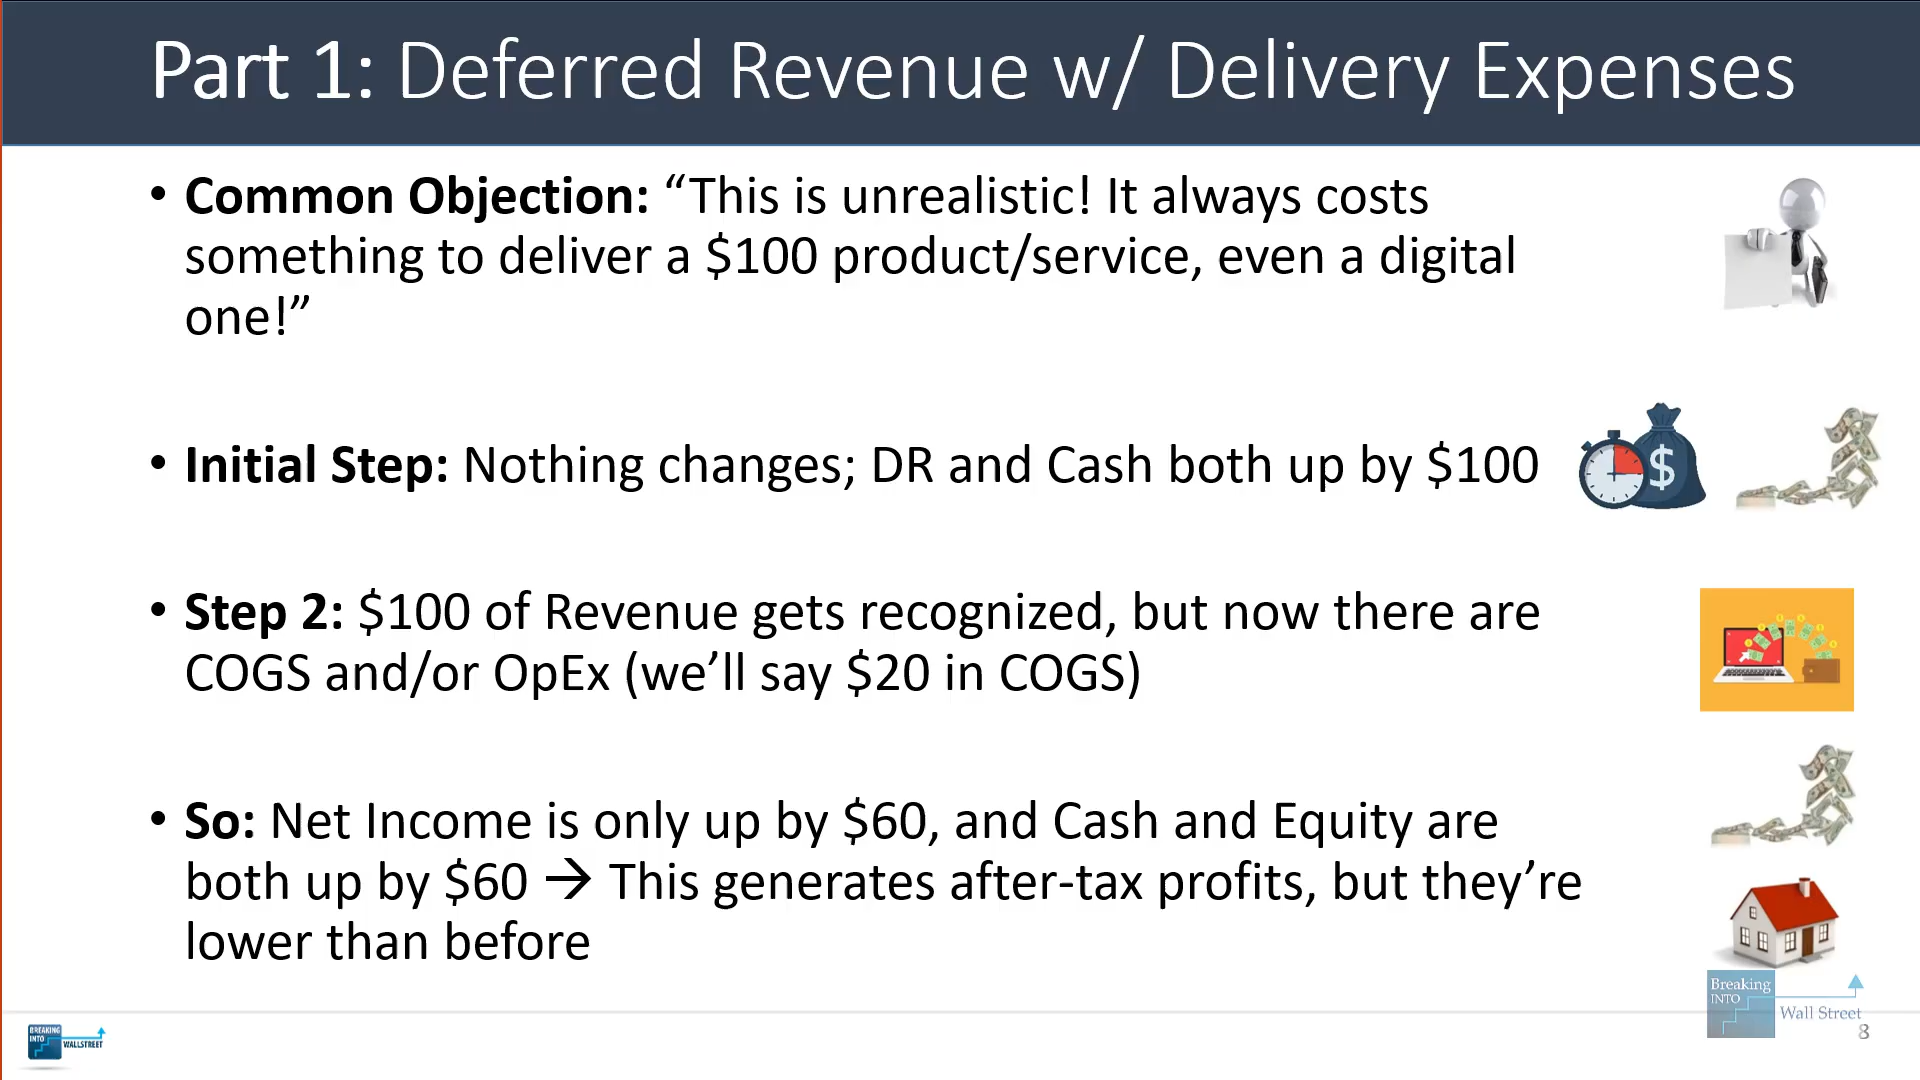 Part 1: Deferred Revenue w/ Delivery Expenses
• Common Objection: “This is unrealistic! It always costs
something to deliver a $100 product/service, even a digital
one!”
• Initial Step: Nothing changes; DR and Cash both up by $100
$
• Step 2: $100 of Revenue gets recognized, but now there are
COGS and/or OpEx (we’ll say $20 in COGS)
• So: Net Income is only up by $60, and Cash and Equity are
both up by $60 → This generates after-tax profits, but they’re
lower than before
Breaking
INTO
Wall Street
BREAKING
INTO
WALLSTREET
8